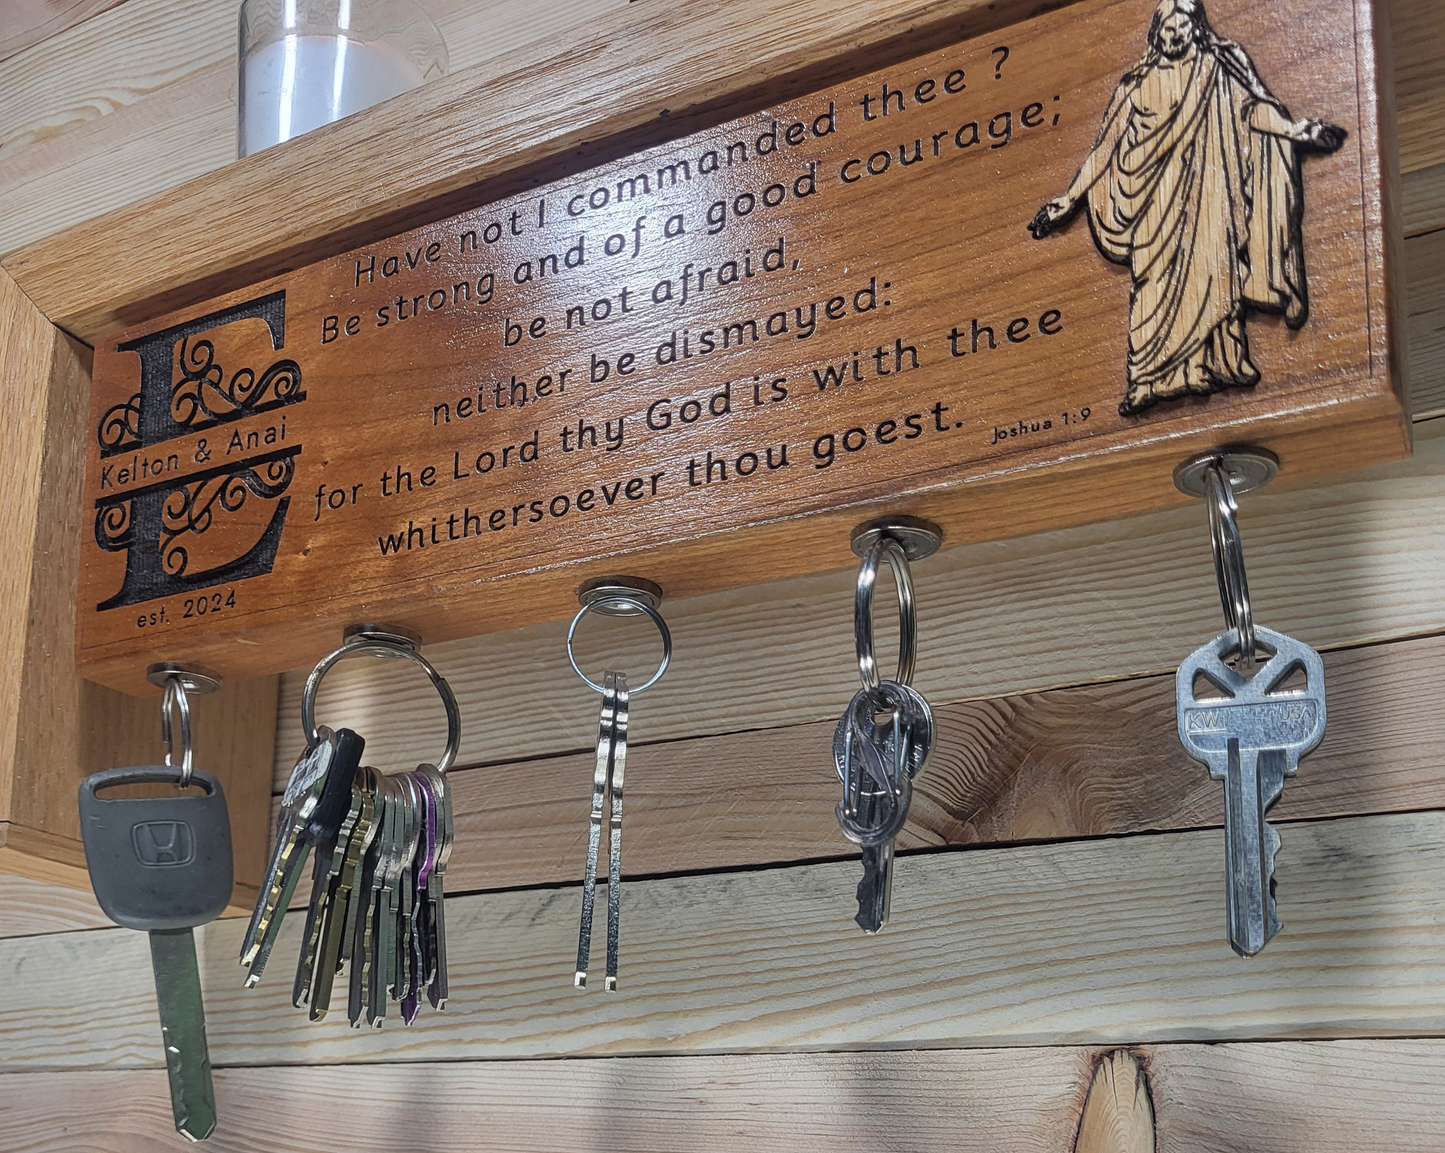 Have not I commanded thee ?
Be strong and of a good courage;
be not afraid,
neither be dismayed:
for the Lord thy God is with thee
whithersoever thou goest.
Joshua 1:9
E
Kelton & Anai
est. 2024
USA